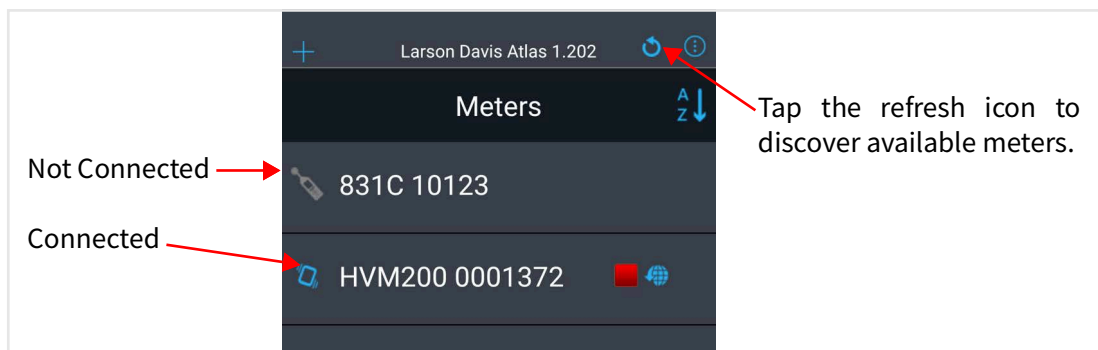 Larson Davis Atlas 1.202
Meters
A
Z
Tap the refresh icon to
discover available meters.
Not Connected
831C 10123
Connected
HVM200 0001372